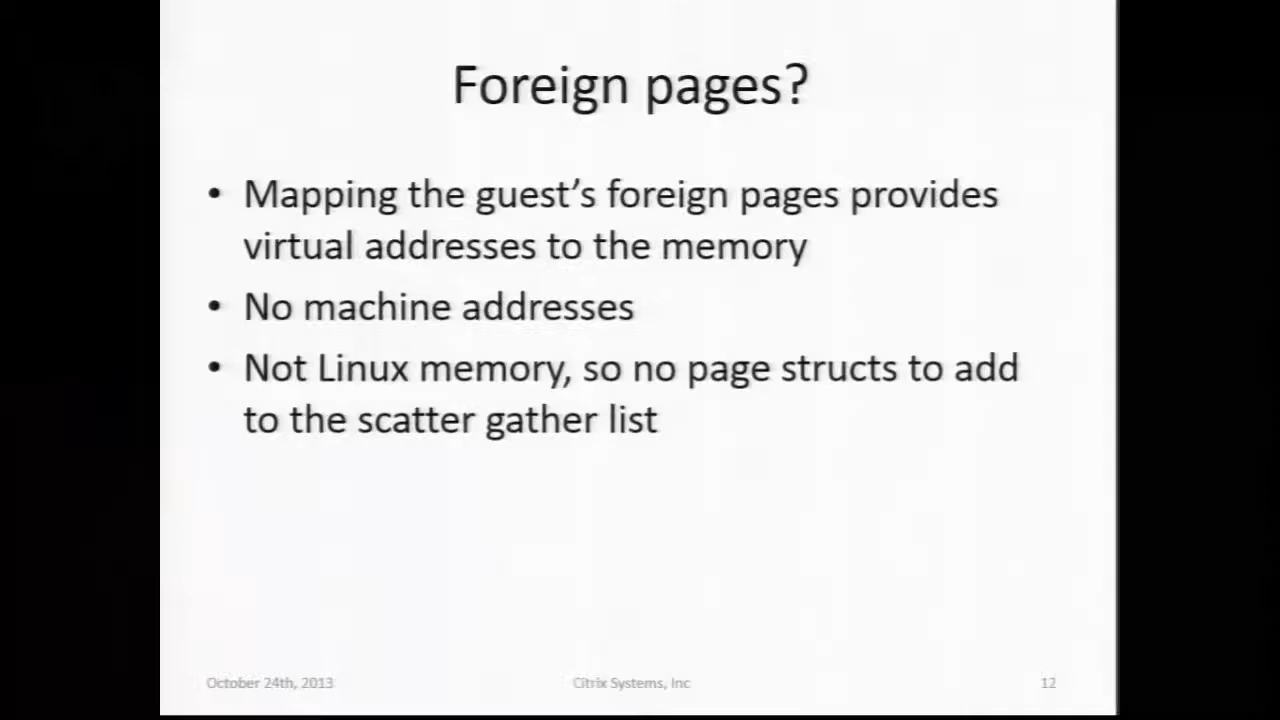 Foreign pages?
• Mapping the guest’s foreign pages provides
virtual addresses to the memory
• No machine addresses
• Not Linux memory, so no page structs to add
to the scatter gather list
October 24th, 2013
Citrix Systems, Inc
12